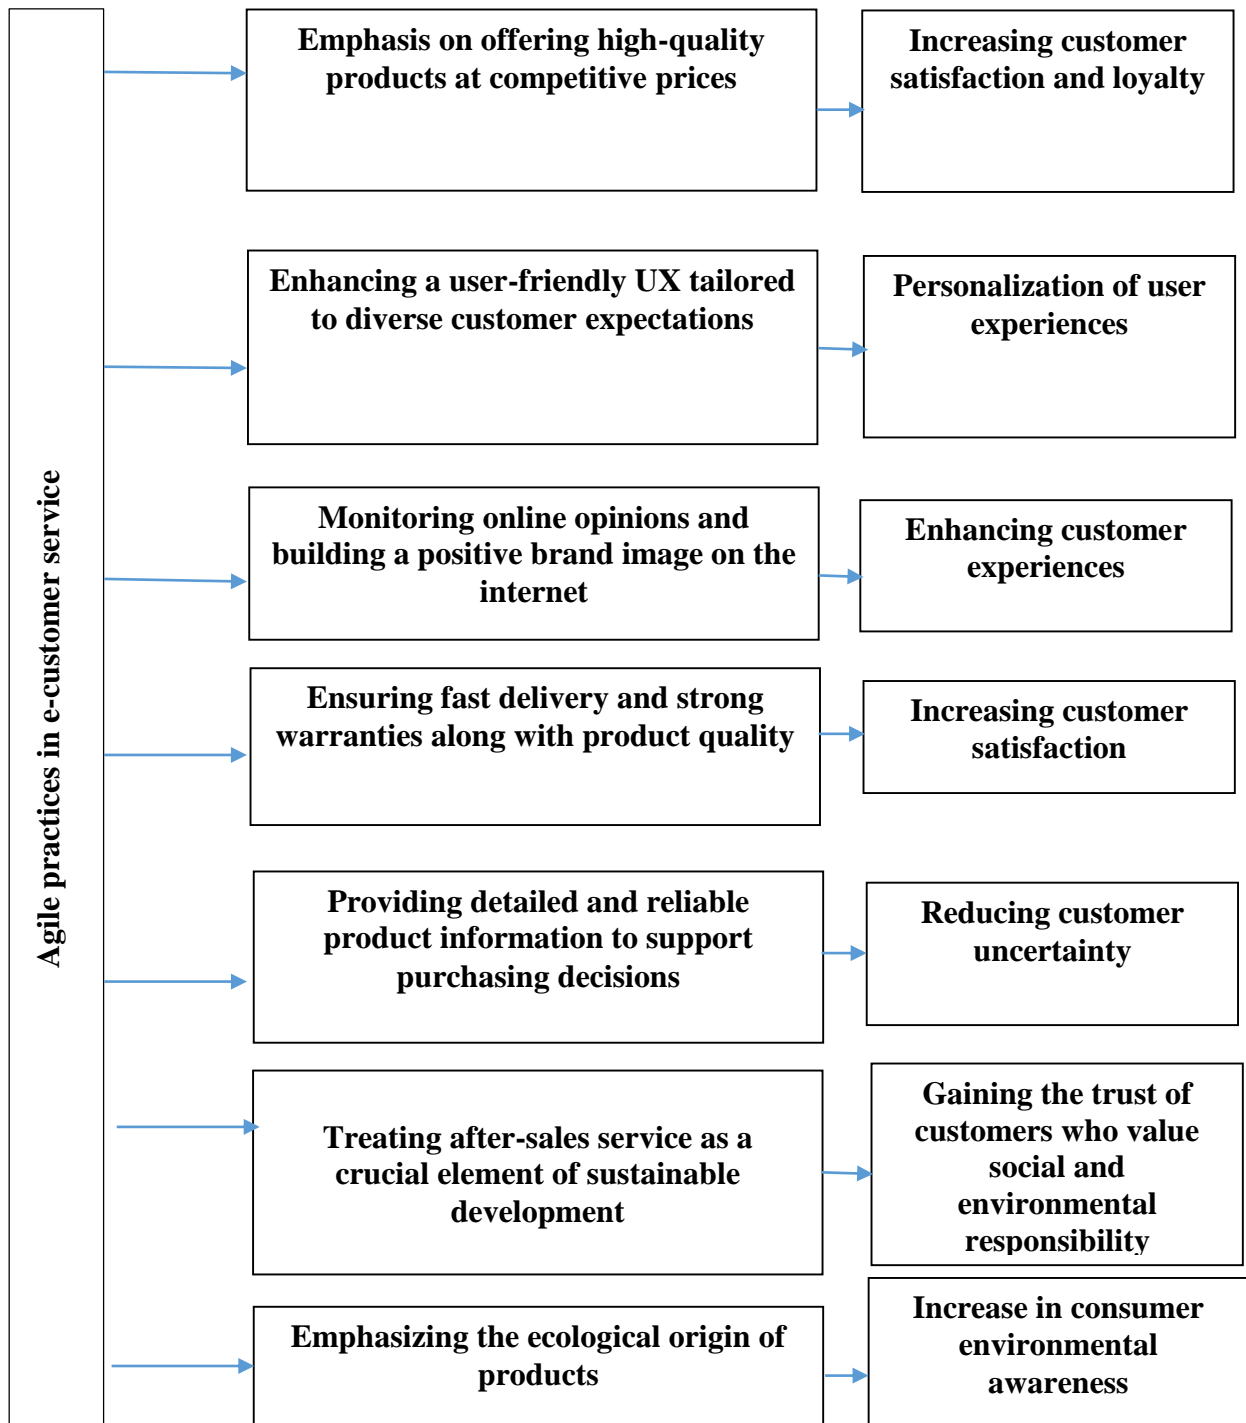 Agile practices in e-customer service
Emphasis on offering high-quality
products at competitive prices
Increasing customer
satisfaction and loyalty
Enhancing a user-friendly UX tailored
to diverse customer expectations
Personalization of user
experiences
Monitoring online opinions and
building a positive brand image on the
internet
Enhancing customer
experiences
Ensuring fast delivery and strong
warranties along with product quality
Increasing customer
satisfaction
Providing detailed and reliable
product information to support
purchasing decisions
Reducing customer
uncertainty
Treating after-sales service as a
crucial element of sustainable
development
Gaining the trust of
customers who value
social and
environmental
responsibility
Emphasizing the ecological origin of
products
Increase in consumer
environmental
awareness